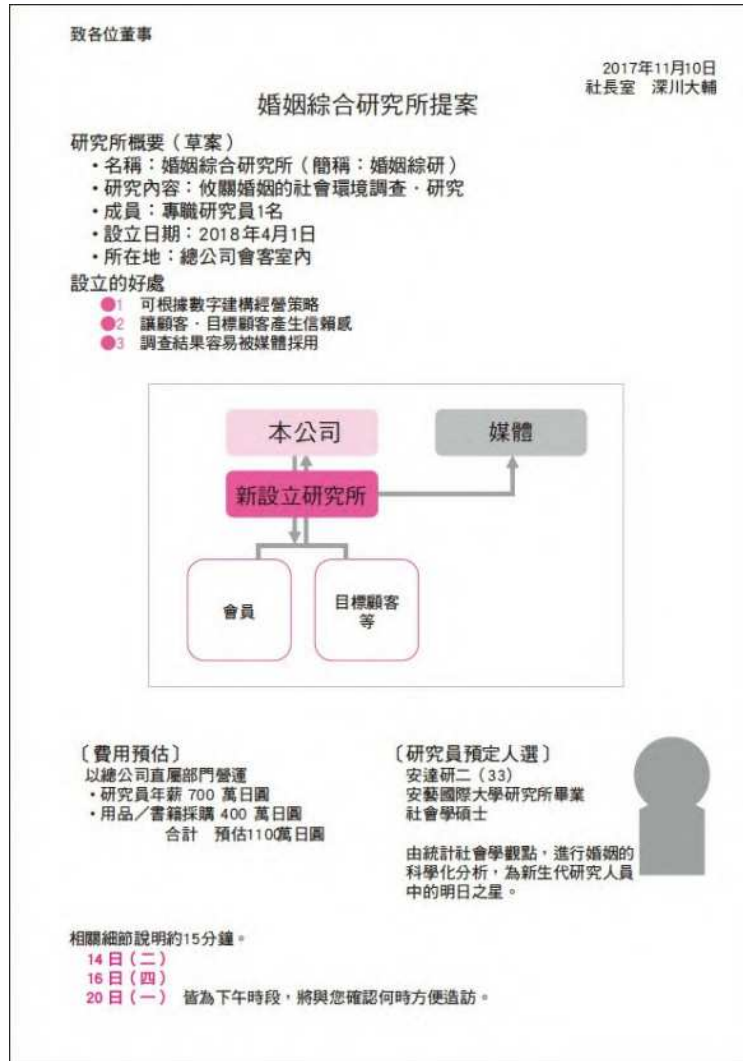 致各位董事
2017年11月10日
社長室　深川大輔
婚姻綜合研究所提案
研究所概要（草案）
・名稱：婚姻綜合研究所（簡稱：婚姻綜研）
・研究內容：攸關婚姻的社會環境調查・研究
・成員：專職研究員1名
・設立日期：2018年4月1日
・所在地：總公司會客室內
設立的好處
●1　可根據數字建構經營策略
●2　讓顧客・目標顧客產生信賴感
●3　調查結果容易被媒體採用
本公司
媒體
新設立研究所
會員
目標顧客
等
〔費用預估〕
以總公司直屬部門營運
・研究員年薪 700 萬日圓
・用品／書籍採購 400 萬日圓
合計　預估1100萬日圓
〔研究員預定人選〕
安達研二（33）
安藝國際大學研究所畢業
社會學碩士
由統計社會學觀點，進行婚姻的
科學化分析，為新生代研究人員
中的明日之星。
相關細節說明約15分鐘。
14 日（二）
16 日（四）
20 日（一）　皆為下午時段，將與您確認何時方便造訪。